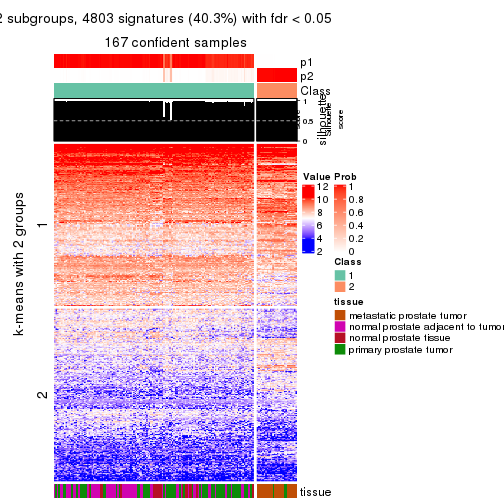 2 subgroups, 4803 signatures (40.3%) with fdr < 0.05
167 confident samples
p1
p2
Class
1
0.5
0
silhouette
score
Silhouette
score
k-means with 2 groups
1
2
Value
12
10
8
6
4
2
Prob
1
0.8
0.6
0.4
0.2
0
Class
1
2
tissue
metastatic prostate tumor
normal prostate adjacent to tumor
normal prostate tissue
primary prostate tumor
tissue